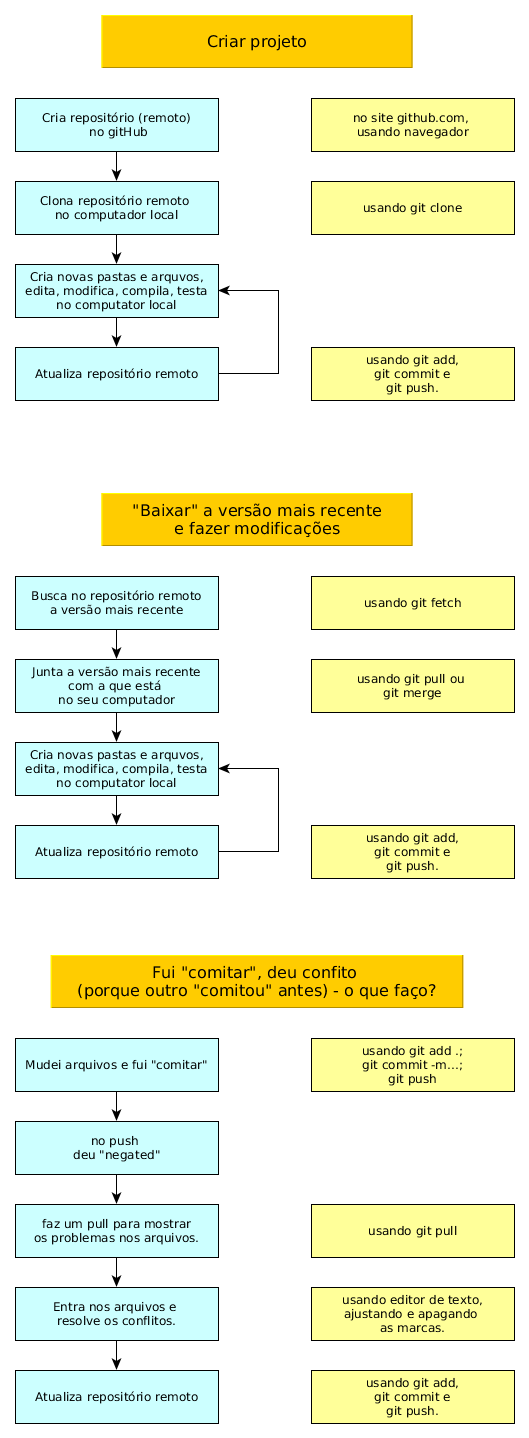 Criar projeto
Cria repositório (remoto)
no gitHub
no site github.com,
usando navegador
Clona repositório remoto
no computador local
usando git clone
Cria novas pastas e arquvos,
edita, modifica, compila, testa
no computator local
Atualiza repositório remoto
usando git add,
git commit e
git push.
"Baixar" a versão mais recente
e fazer modificações
Busca no repositório remoto
a versão mais recente
usando git fetch
Junta a versão mais recente
com a que está
no seu computador
usando git pull ou
git merge
Cria novas pastas e arquvos,
edita, modifica, compila, testa
no computator local
Atualiza repositório remoto
usando git add,
git commit e
git push.
Fui "comitar", deu confito
(porque outro "comitou" antes) - o que faço?
Mudei arquivos e fui "comitar"
usando git add .;
git commit -m...;
git push
no push
deu "negated"
faz um pull para mostrar
os problemas nos arquivos.
usando git pull
Entra nos arquivos e
resolve os conflitos.
usando editor de texto,
ajustando e apagando
as marcas.
Atualiza repositório remoto
usando git add,
git commit e
git push.